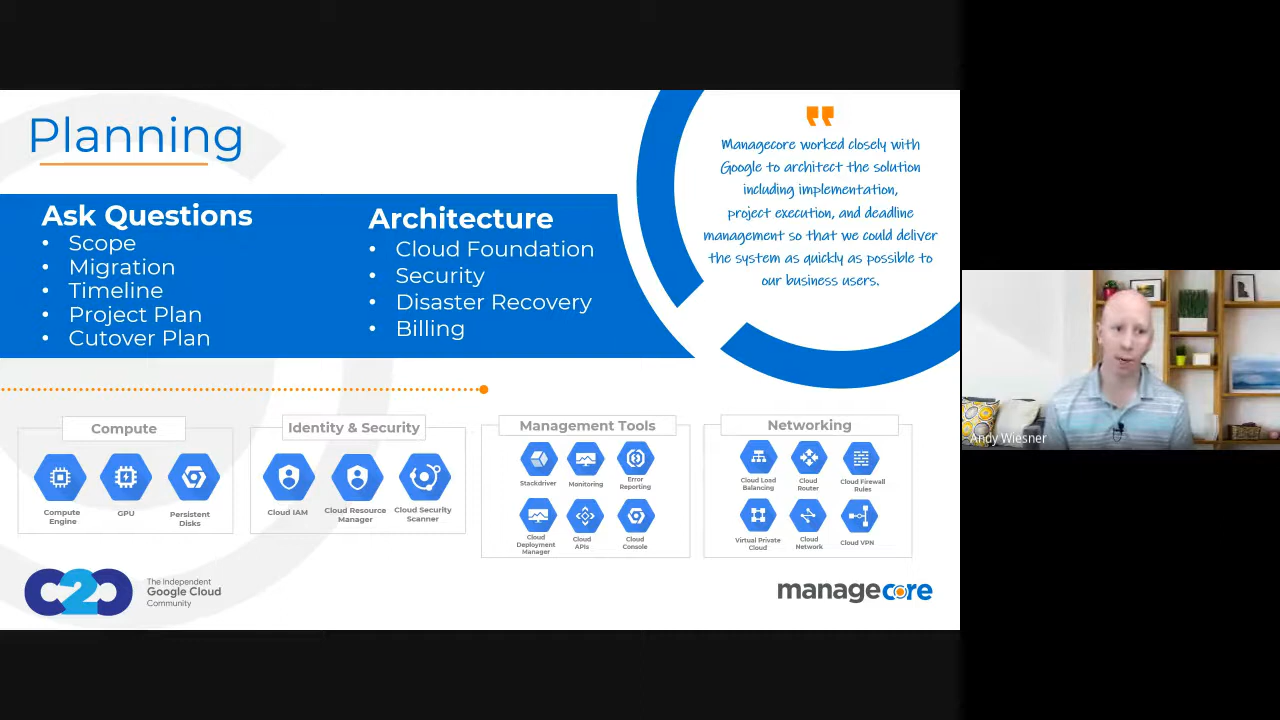 Planning
Ask Questions
• Scope
• Migration
• Timeline
• Project Plan
• Cutover Plan
Architecture
• Cloud Foundation
• Security
• Disaster Recovery
• Billing
Managecore worked closely with
Google to architect the solution
including implementation,
project execution, and deadline
management so that we could deliver
the system as quickly as possible to
our business users.
Compute
Compute
Engine
GPU
Persistent
Disks
Identity & Security
Cloud IAM
Cloud Resource
Manager
Cloud Security
Scanner
Management Tools
Stackdriver
Monitoring
Error
Reporting
Cloud
Deployment
Manager
Cloud
APIs
Cloud
Console
Networking
Cloud Load
Balancing
Cloud
Router
Cloud Firewall
Rules
Virtual Private
Cloud
Cloud
Network
Cloud VPN
C2C
The Independent
Google Cloud
Community
managecore
Andy Wiesner